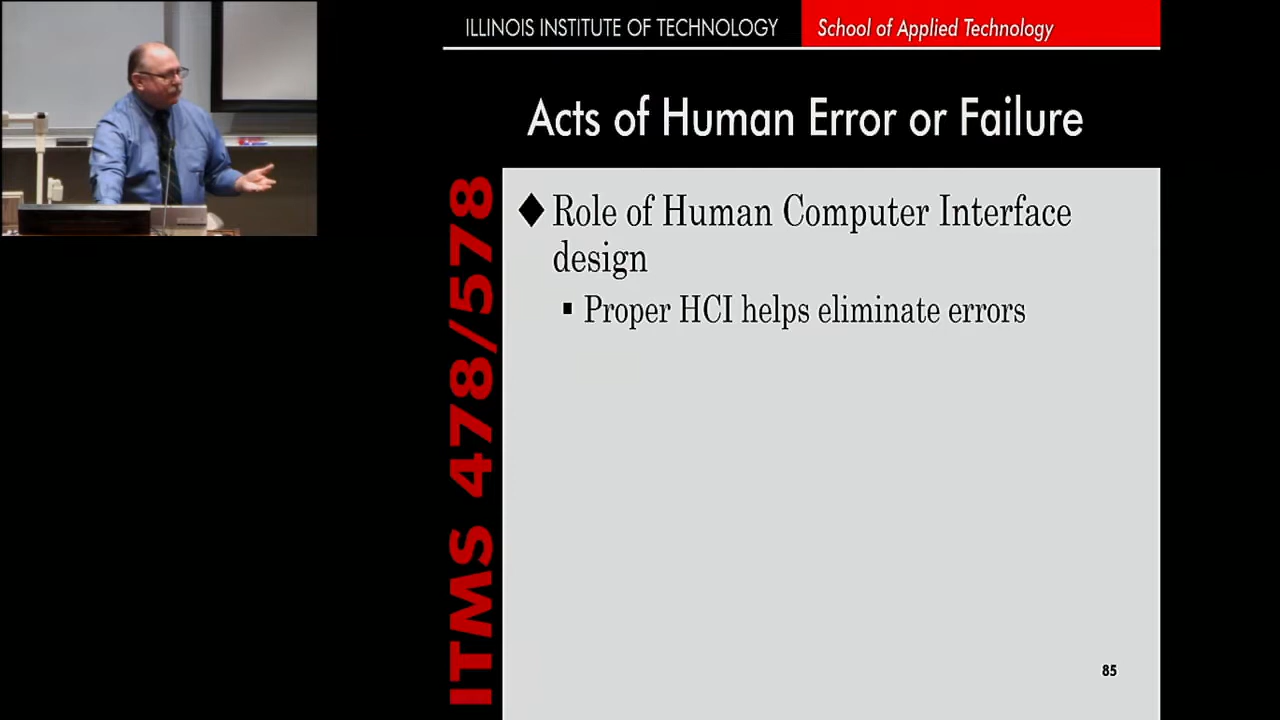 ILLINOIS INSTITUTE OF TECHNOLOGY School of Applied Technology
Acts of Human Error or Failure
ITMS 478/578
◆ Role of Human Computer Interface
design
▪ Proper HCI helps eliminate errors
85